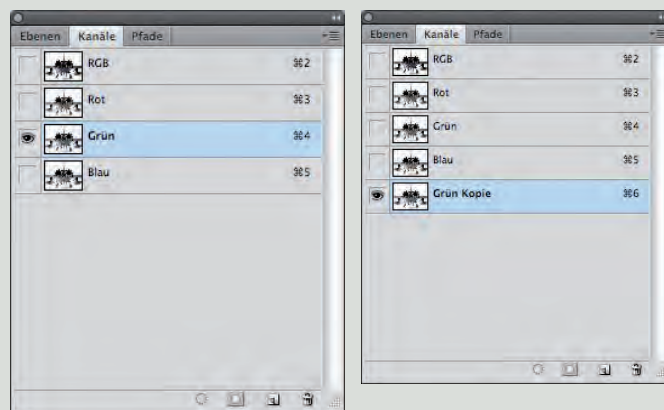 Ebenen Kanäle Pfade
RGB ⌘2
Rot ⌘3
Grün ⌘4
Blau ⌘5
Ebenen Kanäle Pfade
RGB ⌘2
Rot ⌘3
Grün ⌘4
Blau ⌘5
Grün Kopie ⌘6